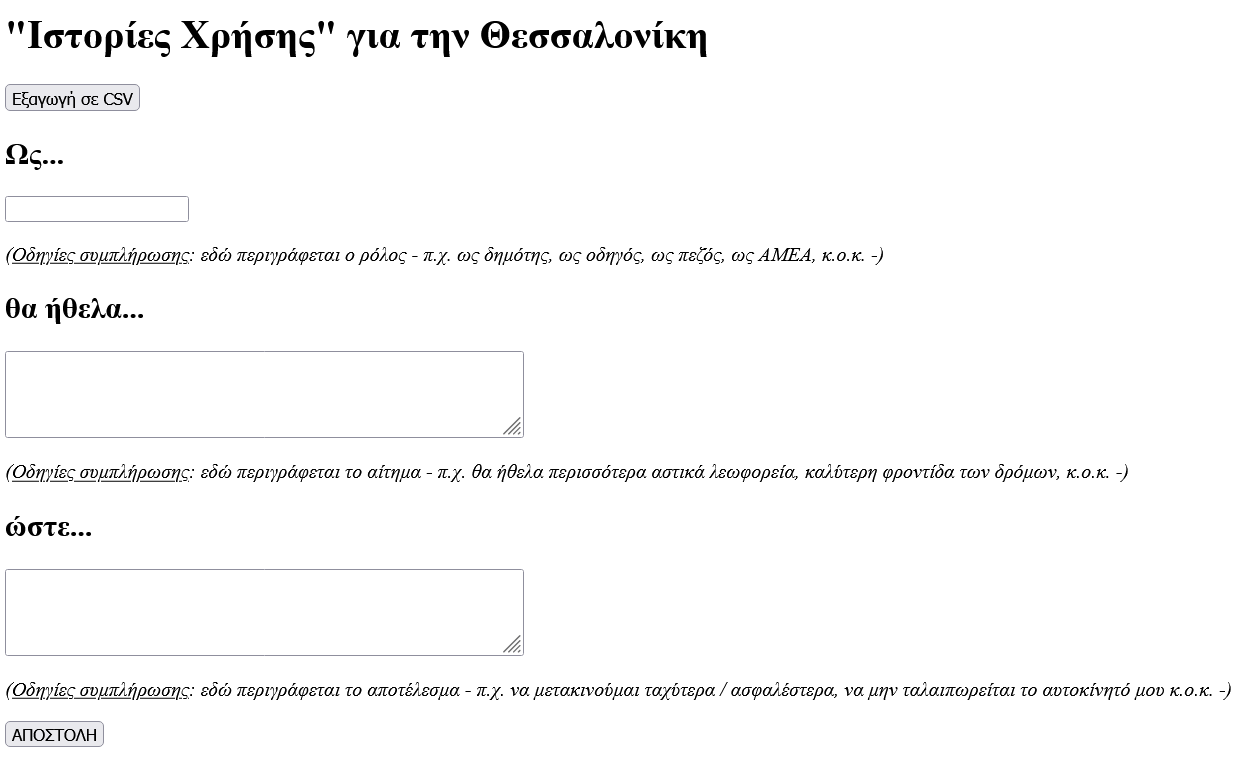 "Ιστορίες Χρήσης" για την Θεσσαλονίκη
Εξαγωγή σε CSV
Ως...
(Οδηγίες συμπλήρωσης: εδώ περιγράφεται ο ρόλος - π.χ. ως δημότης, ως οδηγός, ως πεζός, ως ΑΜΕΑ, κ.ο.κ. -)
θα ήθελα...
(Οδηγίες συμπλήρωσης: εδώ περιγράφεται το αίτημα - π.χ. θα ήθελα περισσότερα αστικά λεωφορεία, καλύτερη φροντίδα των δρόμων, κ.ο.κ. -)
ώστε...
(Οδηγίες συμπλήρωσης: εδώ περιγράφεται το αποτέλεσμα - π.χ. να μετακινούμαι ταχύτερα / ασφαλέστερα, να μην ταλαιπωρείται το αυτοκίνητό μου κ.ο.κ. -)
ΑΠΟΣΤΟΛΗ